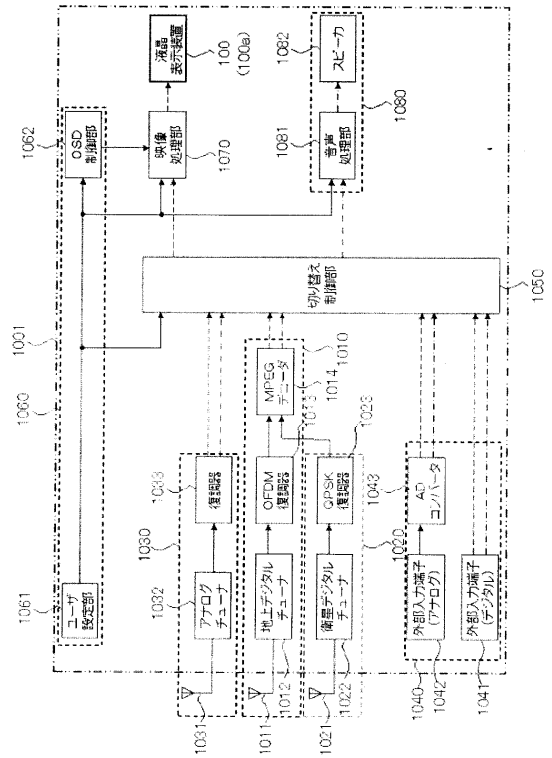 1001
1060
1061
ユーザ
設定部
1062
OSD
制御部
液晶
表示装置
100
(100a)
映像
処理部
1070
1081
音声
処理部
1082
スピーカ
1080
切り替え
制御部
1050
1030
1031
1032
アナログ
チューナ
1033
復調器
1010
1011
1012
地上デジタル
チューナ
1013
OFDM
復調器
1014
MPEG
デコーダ
1020
1021
1022
衛星デジタル
チューナ
1023
QPSK
復調器
1040
1042
外部入力端子
(アナログ)
1043
AD
コンバータ
1041
外部入力端子
(デジタル)